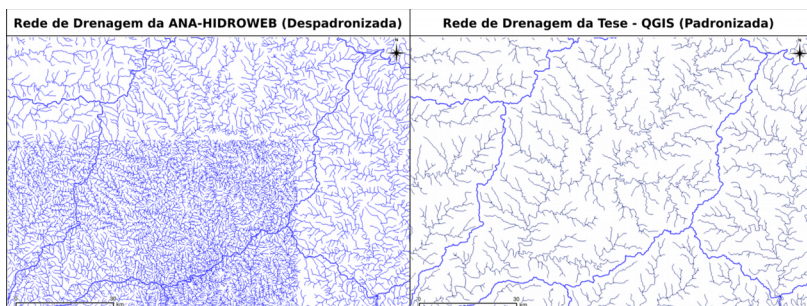 Rede de Drenagem da ANA-HIDROWEB (Despadronizada)
Rede de Drenagem da Tese - QGIS (Padronizada)